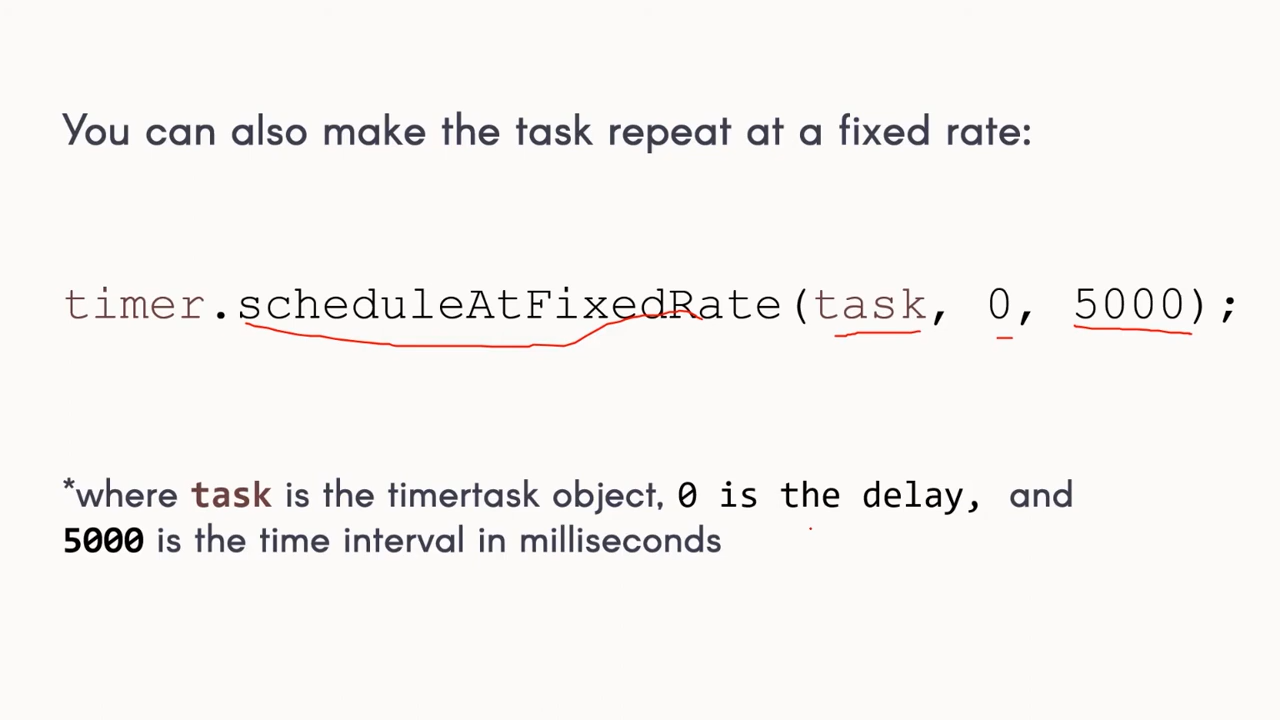 You can also make the task repeat at a fixed rate:
timer.scheduleAtFixedRate(task, 0, 5000);
*where task is the timertask object, 0 is the delay, and
5000 is the time interval in milliseconds